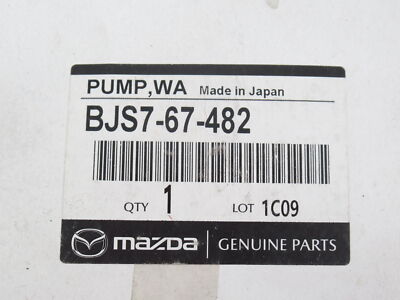 PUMP,WA Made in Japan
BJS7-67-482
QTY 1 LOT 1C09
mazda GENUINE PARTS